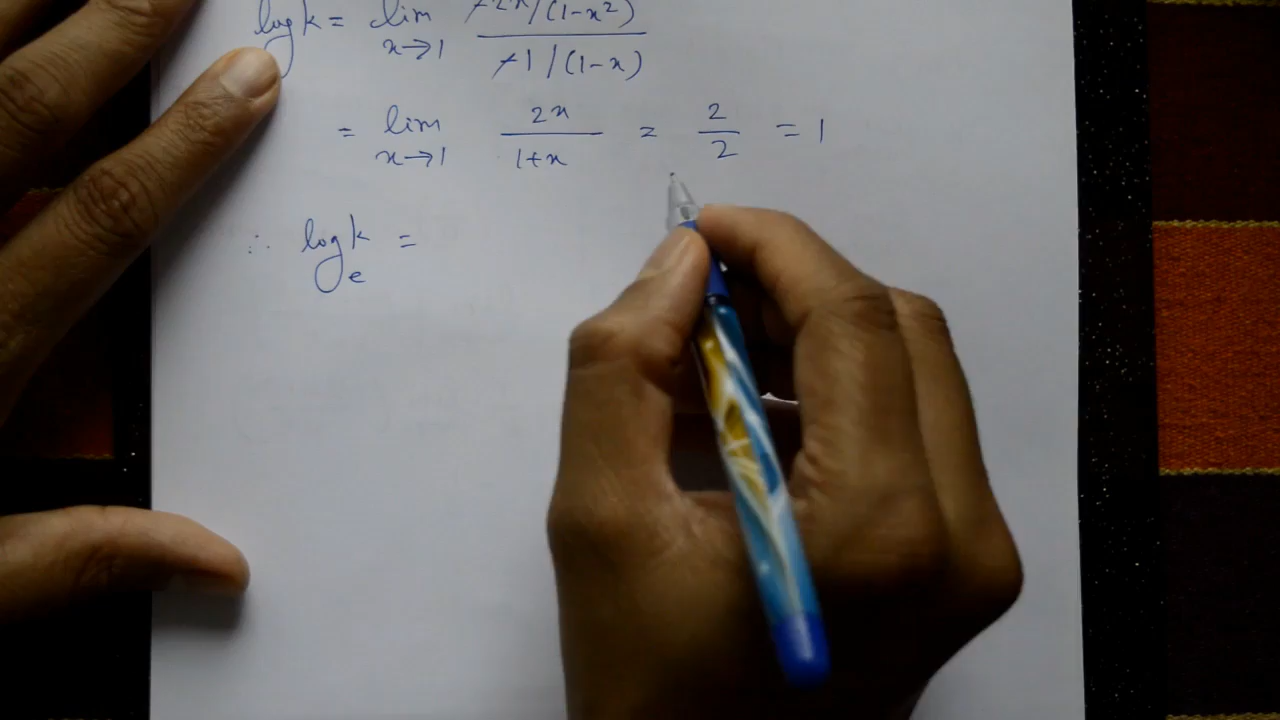 log k = lim x→1 -2x/(1-x²) / -1/(1-x)
= lim x→1 2x / 1+x = 2/2 = 1
∴ log_e k =